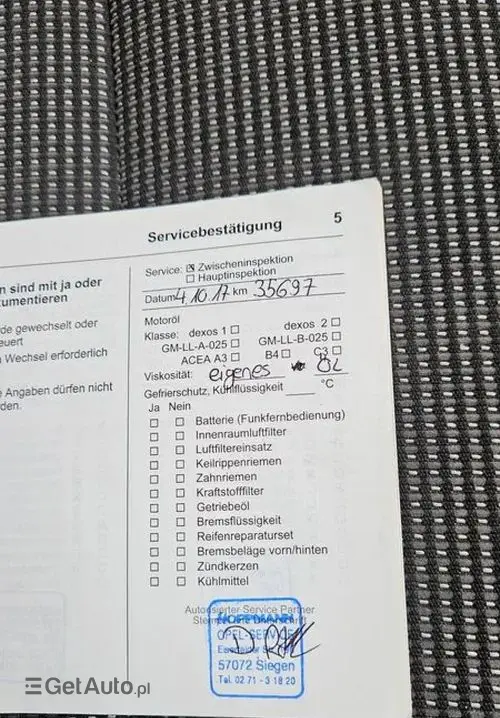 Servicebestätigung 5
n sind mit ja oder
umentieren
de gewechselt oder
euert
Wechsel erforderlich
e Angaben dürfen nicht
den.
Service: ☒ Zwischeninspektion
☐ Hauptinspektion
Datum 4 10.17 km 35697
Motoröl
Klasse: dexos 1 ☐ dexos 2 ☐
GM-LL-A-025 ☐ GM-LL-B-025 ☐
ACEA A3 ☐ B4 ☐ C3 ☐
Viskosität: eigenes ÖL
Gefrierschutz, Kühlflüssigkeit ____ °C
Ja Nein
☐ ☐ Batterie (Funkfernbedienung)
☐ ☐ Innenraumluftfilter
☐ ☐ Luftfiltereinsatz
☐ ☐ Keilrippenriemen
☐ ☐ Zahnriemen
☐ ☐ Kraftstofffilter
☐ ☐ Getriebeöl
☐ ☐ Bremsflüssigkeit
☐ ☐ Reifenreparaturset
☐ ☐ Bremsbeläge vorn/hinten
☐ ☐ Zündkerzen
☐ ☐ Kühlmittel
Autorisierter Service Partner
HOFFMANN
OPEL-SERVICE
57072 Siegen
Tel. 02 71 - 3 18 20
GetAuto.pl